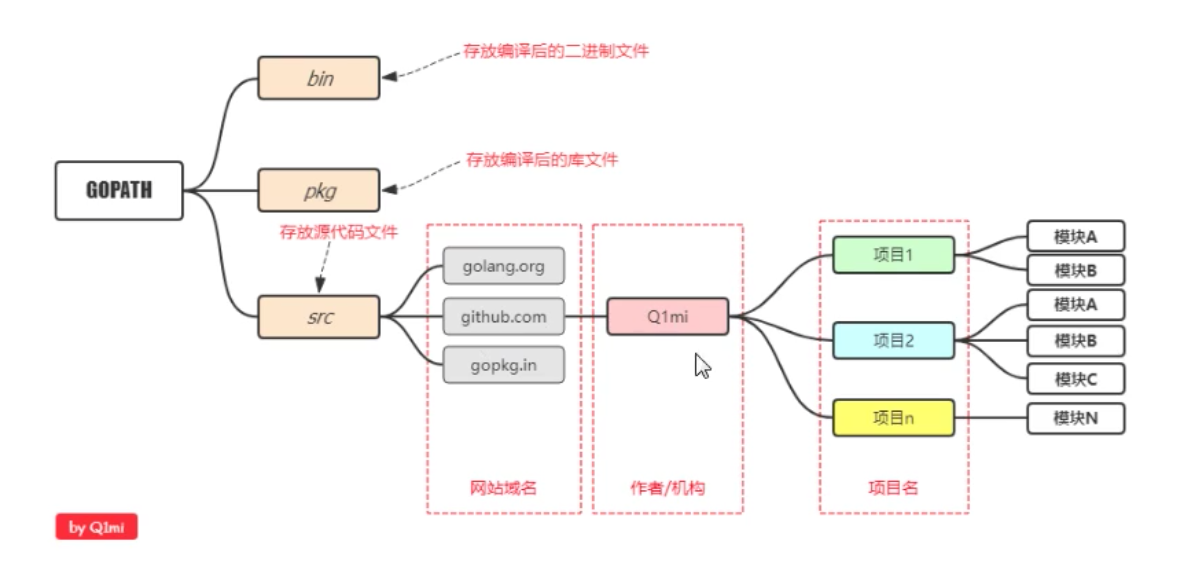 存放编译后的二进制文件
bin
存放编译后的库文件
GOPATH
pkg
存放源代码文件
src
golang.org
github.com
gopkg.in
网站域名
Q1mi
作者/机构
项目1
项目2
项目n
项目名
模块A
模块B
模块A
模块B
模块C
模块N
by Q1mi